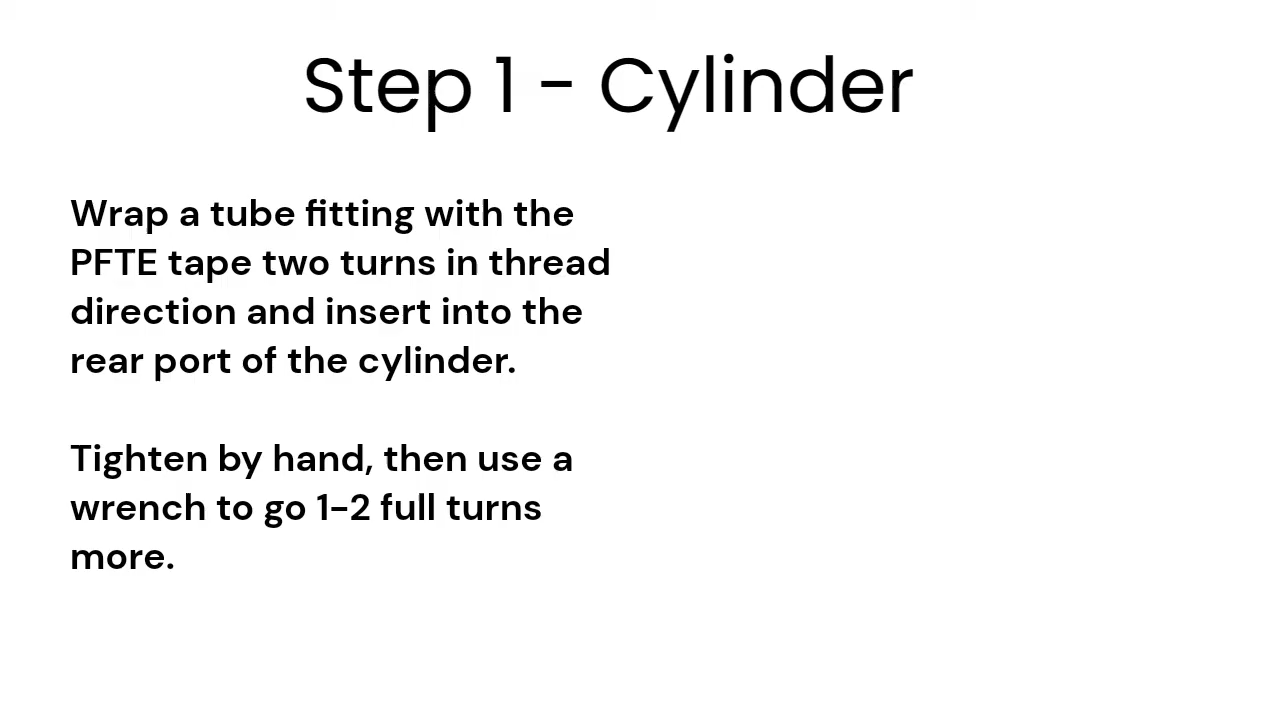 Step 1 - Cylinder
Wrap a tube fitting with the
PFTE tape two turns in thread
direction and insert into the
rear port of the cylinder.
Tighten by hand, then use a
wrench to go 1-2 full turns
more.